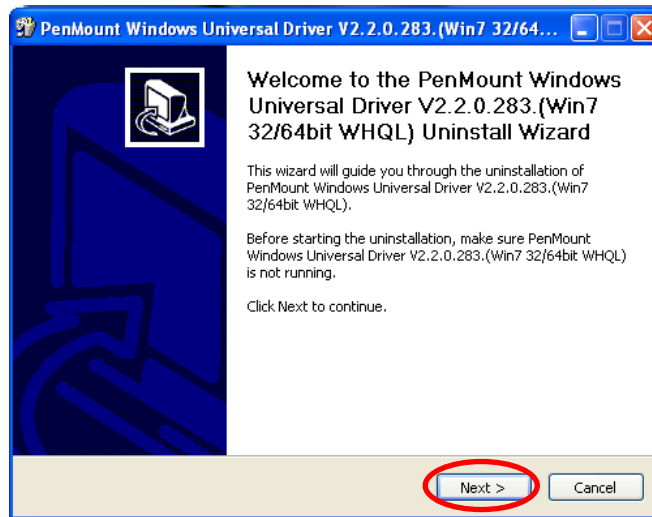 PenMount Windows Universal Driver V2.2.0.283.(Win7 32/64...
Welcome to the PenMount Windows
Universal Driver V2.2.0.283.(Win7
32/64bit WHQL) Uninstall Wizard
This wizard will guide you through the uninstallation of
PenMount Windows Universal Driver V2.2.0.283.(Win7
32/64bit WHQL).
Before starting the uninstallation, make sure PenMount
Windows Universal Driver V2.2.0.283.(Win7 32/64bit WHQL)
is not running.
Click Next to continue.
Next > Cancel